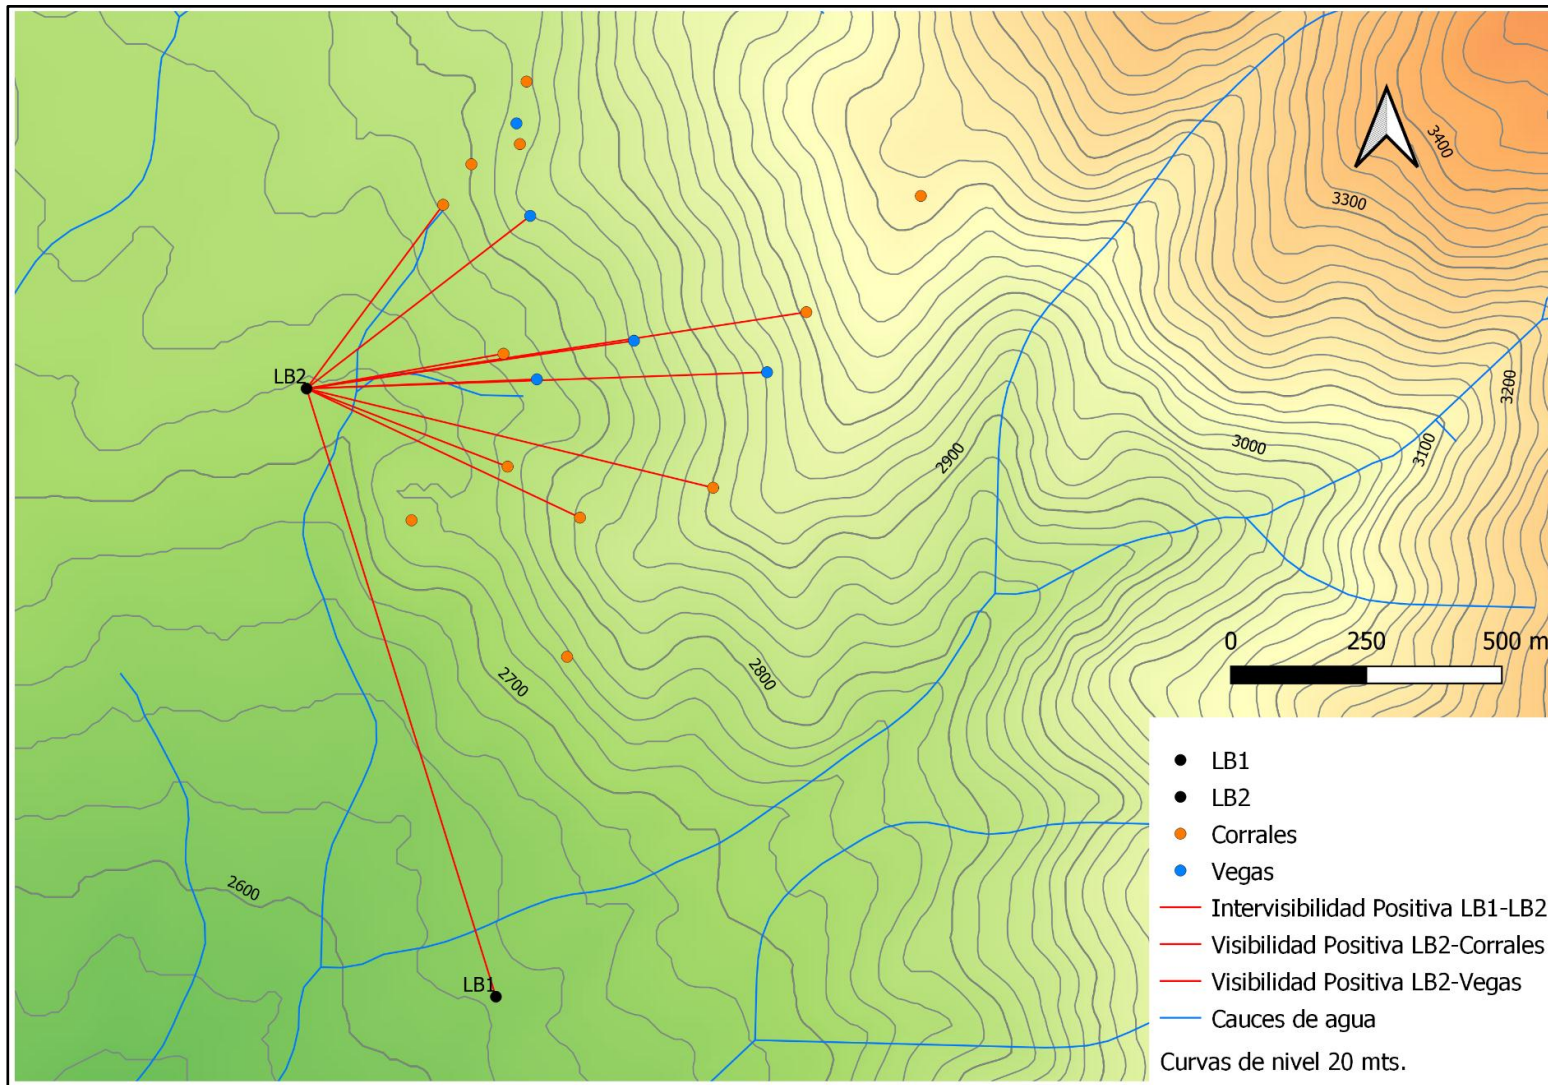 3400
3300
LB2
3200
3100
3000
2900
0 250 500 m
2800
2700
LB1
LB2
Corrales
Vegas
Intervisibilidad Positiva LB1-LB2
Visibilidad Positiva LB2-Corrales
Visibilidad Positiva LB2-Vegas
Cauces de agua
Curvas de nivel 20 mts.
2600
LB1